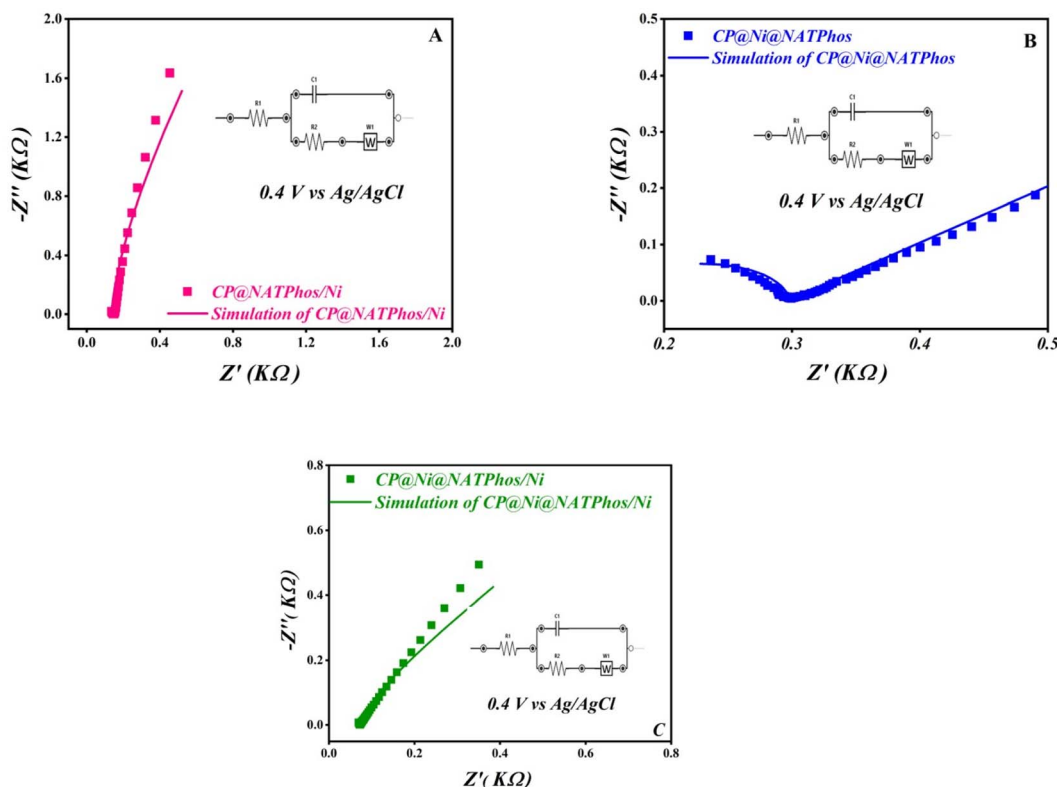 A
-Z'' (KΩ)
2.0
1.6
1.2
0.8
0.4
0.0
C1
R1
R2
W1
W
0.4 V vs Ag/AgCl
CP@NATPhos/Ni
Simulation of CP@NATPhos/Ni
0.0 0.4 0.8 1.2 1.6 2.0
Z' (KΩ)
B
-Z'' (KΩ)
0.5
0.4
0.3
0.2
0.1
0.0
CP@Ni@NATPhos
Simulation of CP@Ni@NATPhos
C1
R1
R2
W1
W
0.4 V vs Ag/AgCl
0.2 0.3 0.4 0.5
Z' (KΩ)
-Z''( KΩ)
0.8
0.6
0.4
0.2
0.0
CP@Ni@NATPhos/Ni
Simulation of CP@Ni@NATPhos/Ni
C1
R1
R2
W1
W
0.4 V vs Ag/AgCl
C
0.0 0.2 0.4 0.6 0.8
Z'( KΩ)